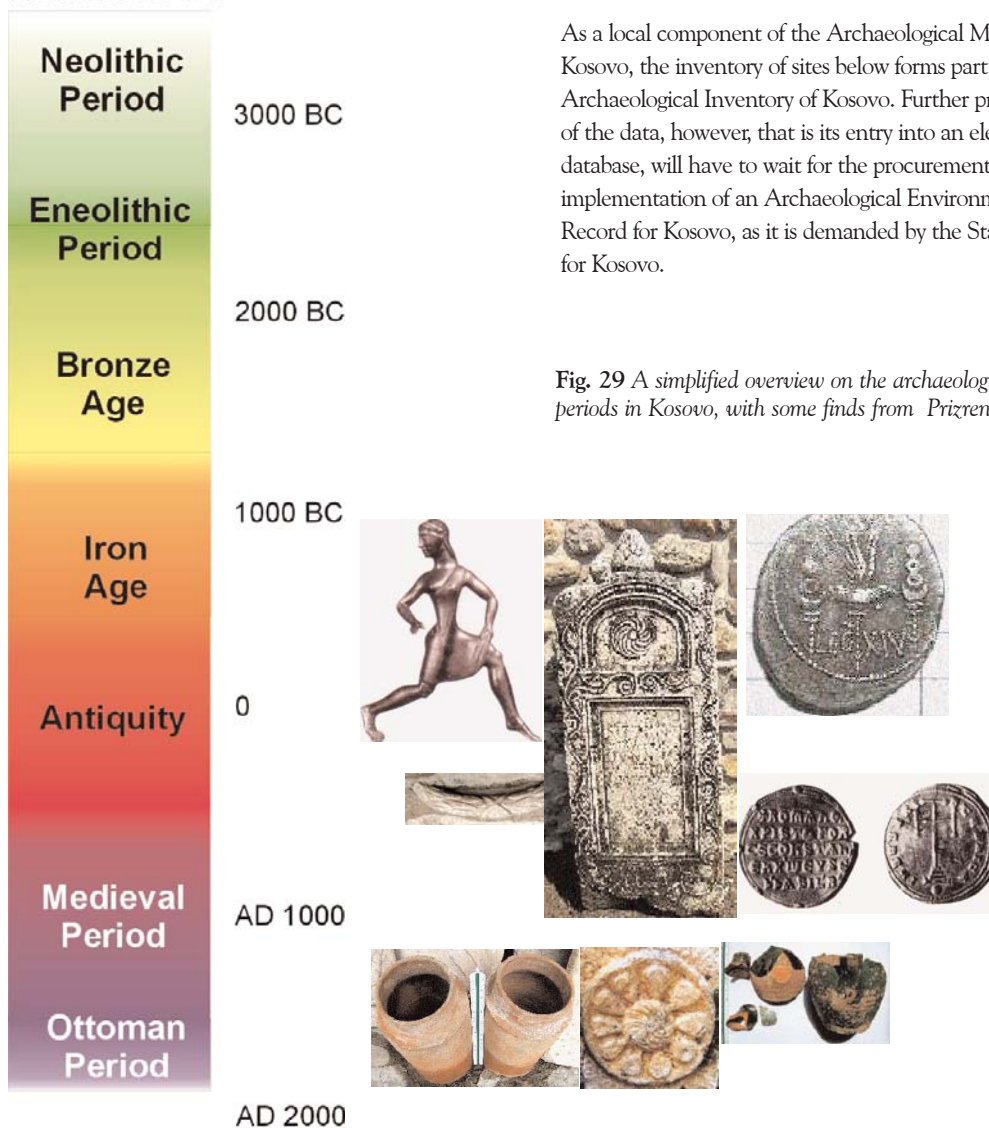 Neolithic
Period
3000 BC
Eneolithic
Period
2000 BC
Bronze
Age
1000 BC
Iron
Age
Antiquity
0
Medieval
Period
AD 1000
Ottoman
Period
AD 2000
As a local component of the Archaeological M
Kosovo, the inventory of sites below forms part
Archaeological Inventory of Kosovo. Further pr
of the data, however, that is its entry into an ele
database, will have to wait for the procurement
implementation of an Archaeological Environm
Record for Kosovo, as it is demanded by the Sta
for Kosovo.
Fig. 29 A simplified overview on the archaeolog
periods in Kosovo, with some finds from Prizren